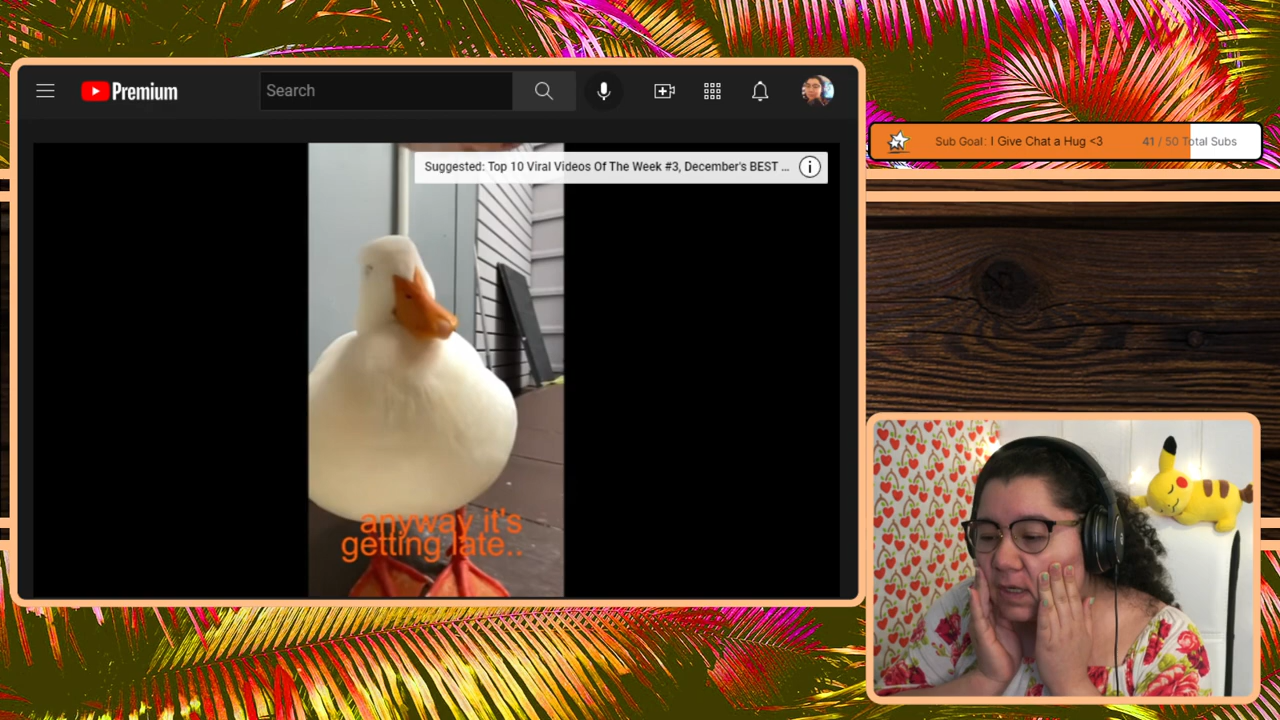 Premium
Search
Suggested: Top 10 Viral Videos Of The Week #3, December's BEST ...
Sub Goal: I Give Chat a Hug <3 41 / 50 Total Subs
anyway it's
getting late..